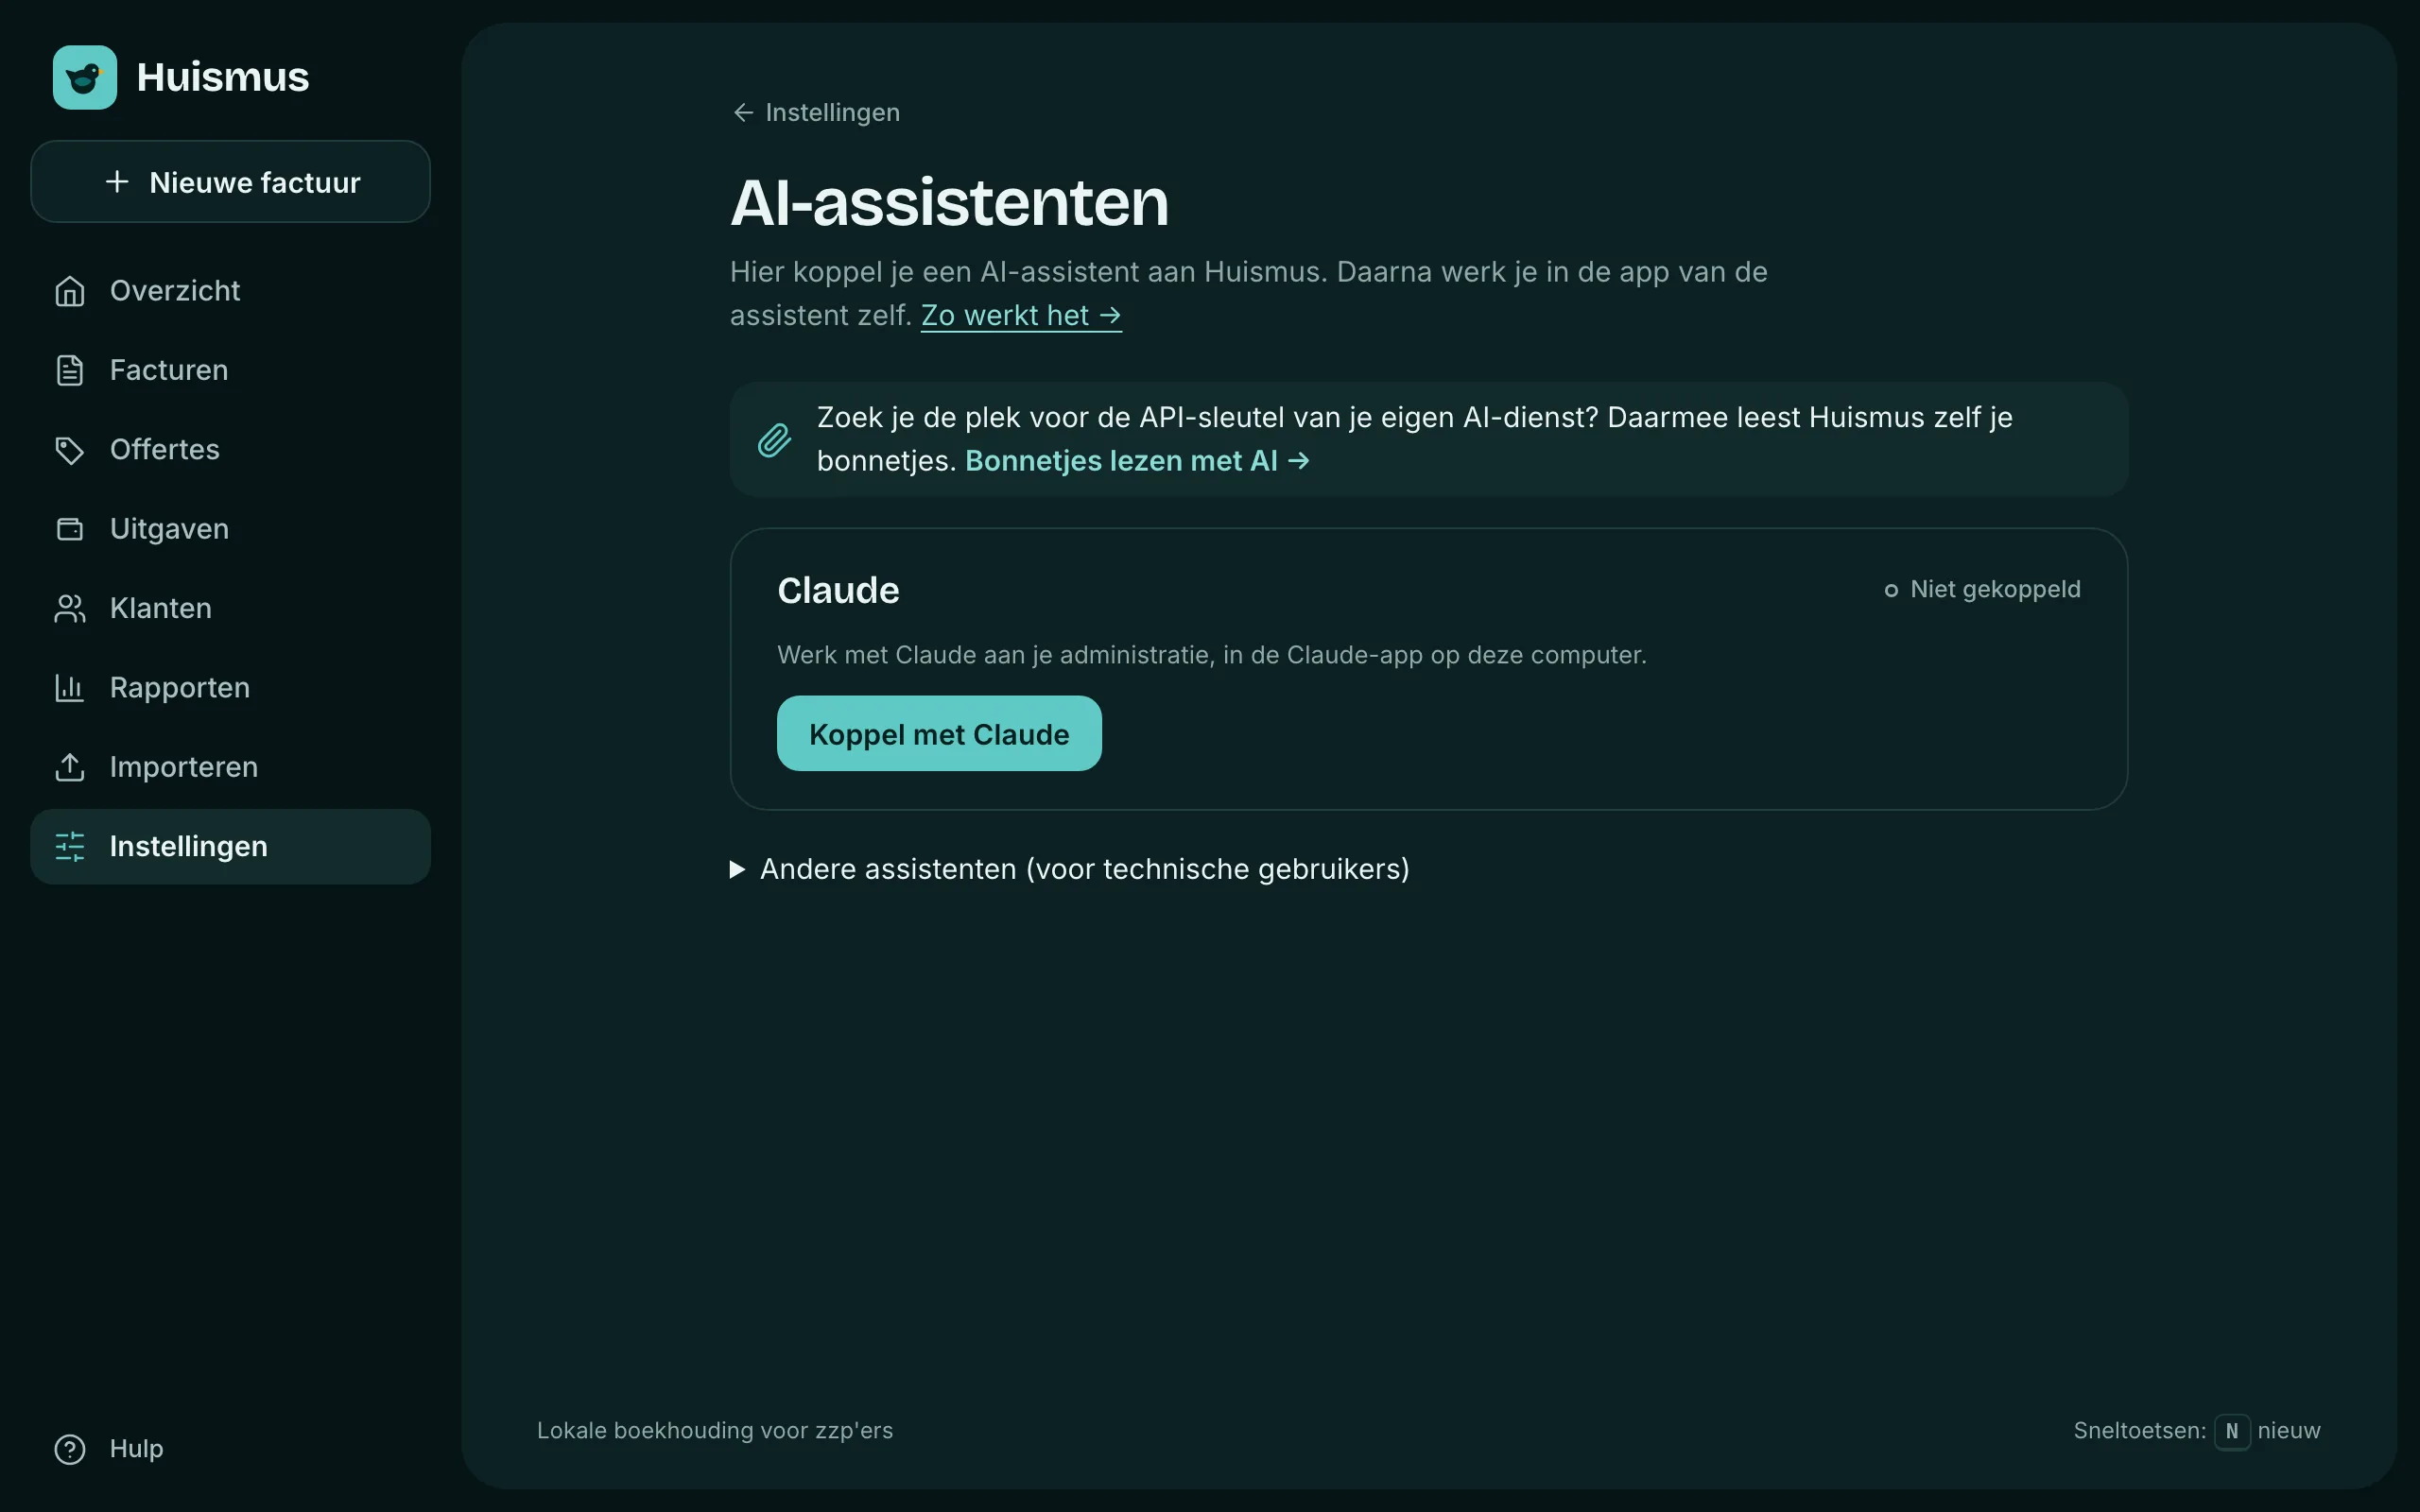 Huismus
Nieuwe factuur
Overzicht
Facturen
Offertes
Uitgaven
Klanten
Rapporten
Importeren
Instellingen
Hulp
← Instellingen
AI-assistenten
Hier koppel je een AI-assistent aan Huismus. Daarna werk je in de app van de
assistent zelf. Zo werkt het →
Zoek je de plek voor de API-sleutel van je eigen AI-dienst? Daarmee leest Huismus zelf je
bonnetjes. Bonnetjes lezen met AI →
Claude
Niet gekoppeld
Werk met Claude aan je administratie, in de Claude-app op deze computer.
Koppel met Claude
Andere assistenten (voor technische gebruikers)
Lokale boekhouding voor zzp'ers
Sneltoetsen: N nieuw